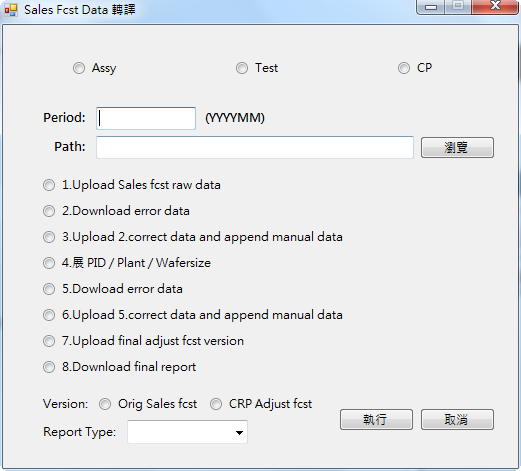 Sales Fcst Data 轉譯
Assy Test CP
Period: (YYYYMM)
Path: 瀏覽
1.Upload Sales fcst raw data
2.Download error data
3.Upload 2.correct data and append manual data
4.展 PID / Plant / Wafersize
5.Dowload error data
6.Upload 5.correct data and append manual data
7.Upload final adjust fcst version
8.Download final report
Version: Orig Sales fcst CRP Adjust fcst
執行 取消
Report Type: